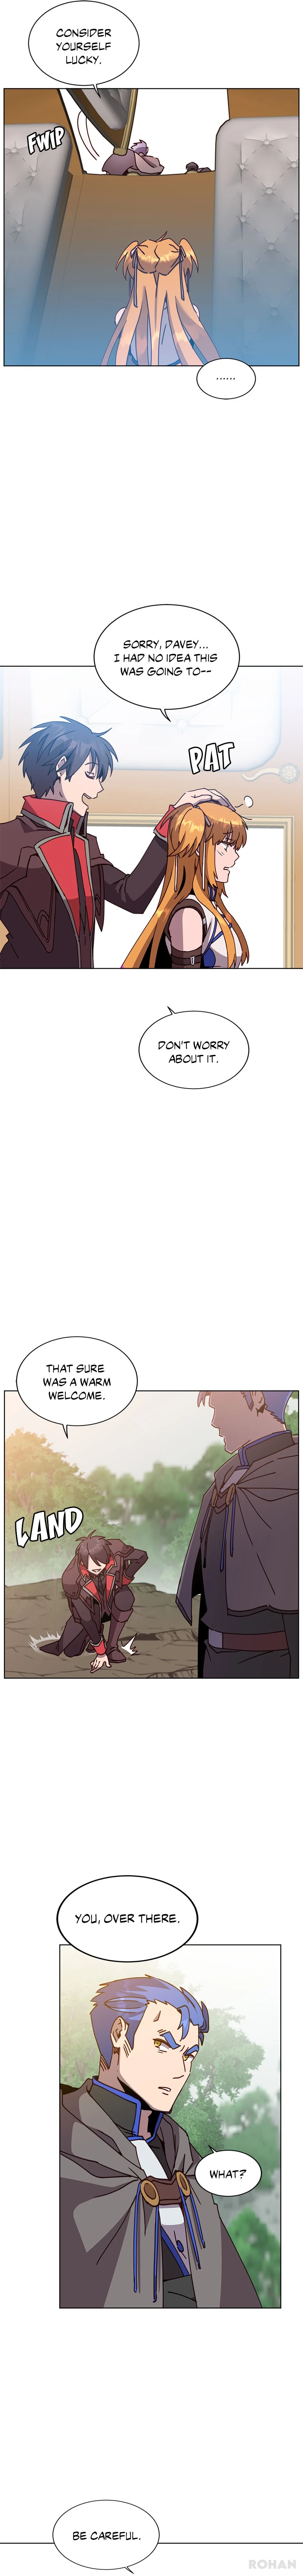 CONSIDER
YOURSELF
LUCKY.
FWIP
......
SORRY, DAVEY...
I HAD NO IDEA THIS
WAS GOING TO--
PAT
DON'T WORRY
ABOUT IT.
THAT SURE
WAS A WARM
WELCOME.
LAND
YOU, OVER THERE.
WHAT?
BE CAREFUL.
ROHAN